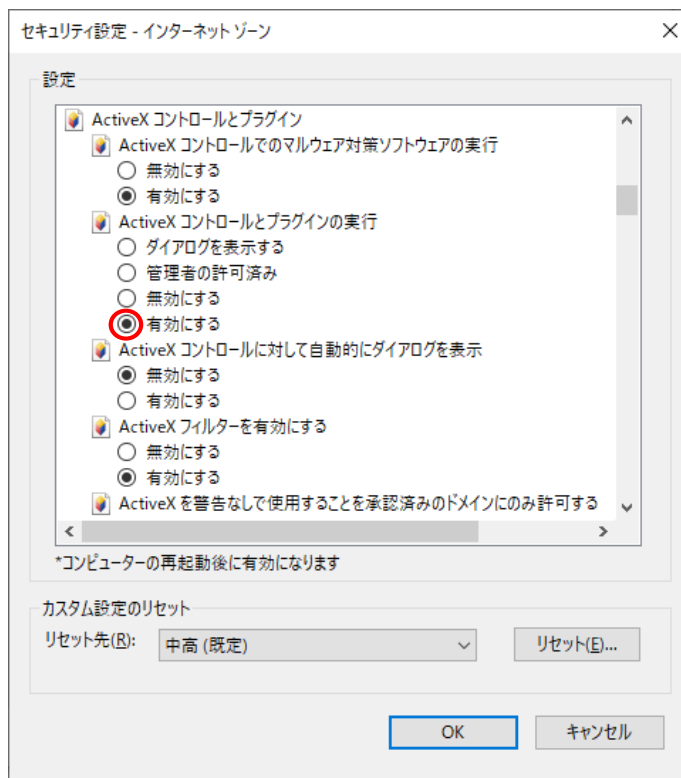 セキュリティ設定 - インターネット ゾーン
設定
ActiveX コントロールとプラグイン
ActiveX コントロールでのマルウェア対策ソフトウェアの実行
無効にする
有効にする
ActiveX コントロールとプラグインの実行
ダイアログを表示する
管理者の許可済み
無効にする
有効にする
ActiveX コントロールに対して自動的にダイアログを表示
無効にする
有効にする
ActiveX フィルターを有効にする
無効にする
有効にする
ActiveX を警告なしで使用することを承認済みのドメインにのみ許可する
*コンピューターの再起動後に有効になります
カスタム設定のリセット
リセット先(R): 中高 (既定) リセット(E)...
OK キャンセル